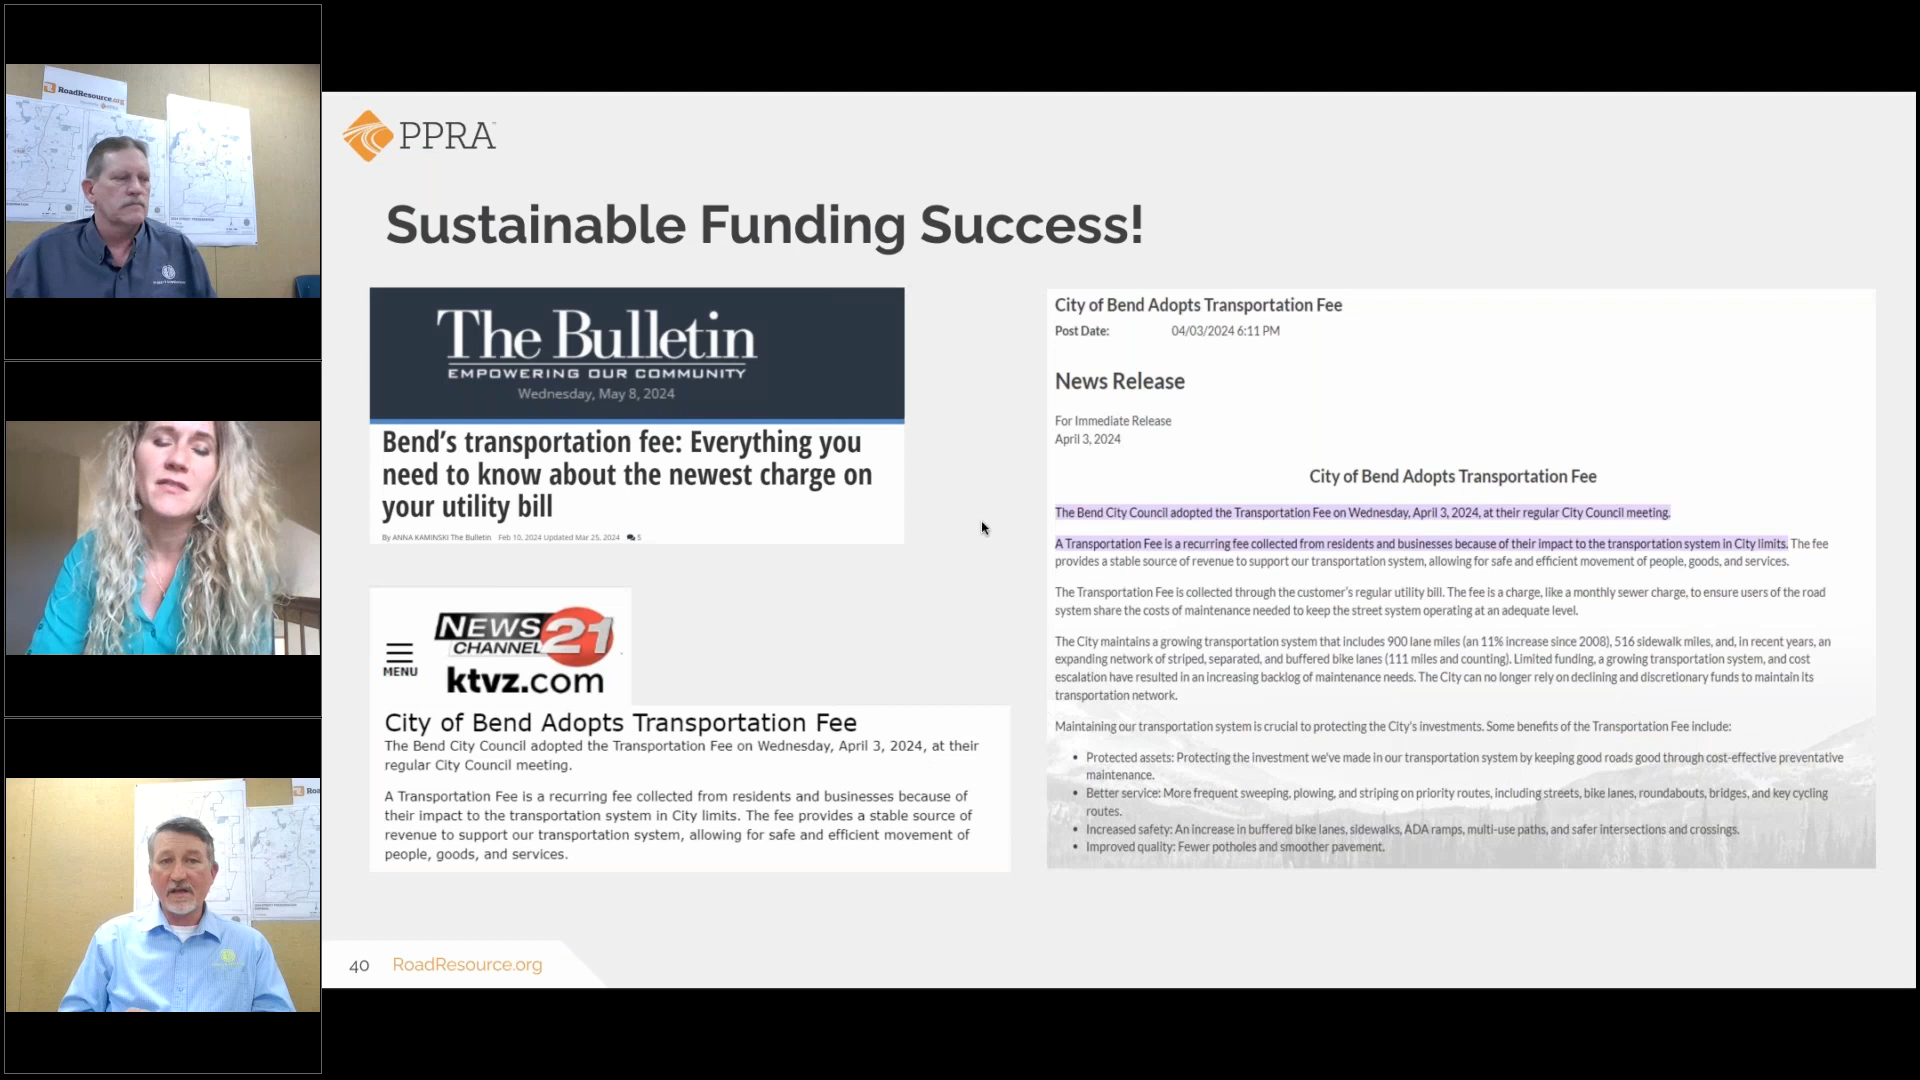 RoadResource.org
PPRA
Sustainable Funding Success!
The Bulletin
EMPOWERING OUR COMMUNITY
Wednesday, May 8, 2024
Bend's transportation fee: Everything you
need to know about the newest charge on
your utility bill
By ANNA KAMINSKI The Bulletin Feb 10, 2024 Updated Mar 25, 2024 5
MENU
NEWS
CHANNEL
21
ktvz.com
City of Bend Adopts Transportation Fee
The Bend City Council adopted the Transportation Fee on Wednesday, April 3, 2024, at their
regular City Council meeting.
A Transportation Fee is a recurring fee collected from residents and businesses because of
their impact to the transportation system in City limits. The fee provides a stable source of
revenue to support our transportation system, allowing for safe and efficient movement of
people, goods, and services.
City of Bend Adopts Transportation Fee
Post Date: 04/03/2024 6:11 PM
News Release
For Immediate Release
April 3, 2024
City of Bend Adopts Transportation Fee
The Bend City Council adopted the Transportation Fee on Wednesday, April 3, 2024, at their regular City Council meeting.
A Transportation Fee is a recurring fee collected from residents and businesses because of their impact to the transportation system in City limits. The fee
provides a stable source of revenue to support our transportation system, allowing for safe and efficient movement of people, goods, and services.
The Transportation Fee is collected through the customer's regular utility bill. The fee is a charge, like a monthly sewer charge, to ensure users of the road
system share the costs of maintenance needed to keep the street system operating at an adequate level.
The City maintains a growing transportation system that includes 900 lane miles (an 11% increase since 2008), 516 sidewalk miles, and, in recent years, an
expanding network of striped, separated, and buffered bike lanes (111 miles and counting). Limited funding, a growing transportation system, and cost
escalation have resulted in an increasing backlog of maintenance needs. The City can no longer rely on declining and discretionary funds to maintain its
transportation network.
Maintaining our transportation system is crucial to protecting the City's investments. Some benefits of the Transportation Fee include:
• Protected assets: Protecting the investment we've made in our transportation system by keeping good roads good through cost-effective preventative
maintenance.
• Better service: More frequent sweeping, plowing, and striping on priority routes, including streets, bike lanes, roundabouts, bridges, and key cycling
routes.
• Increased safety: An increase in buffered bike lanes, sidewalks, ADA ramps, multi-use paths, and safer intersections and crossings.
• Improved quality: Fewer potholes and smoother pavement.
40 RoadResource.org